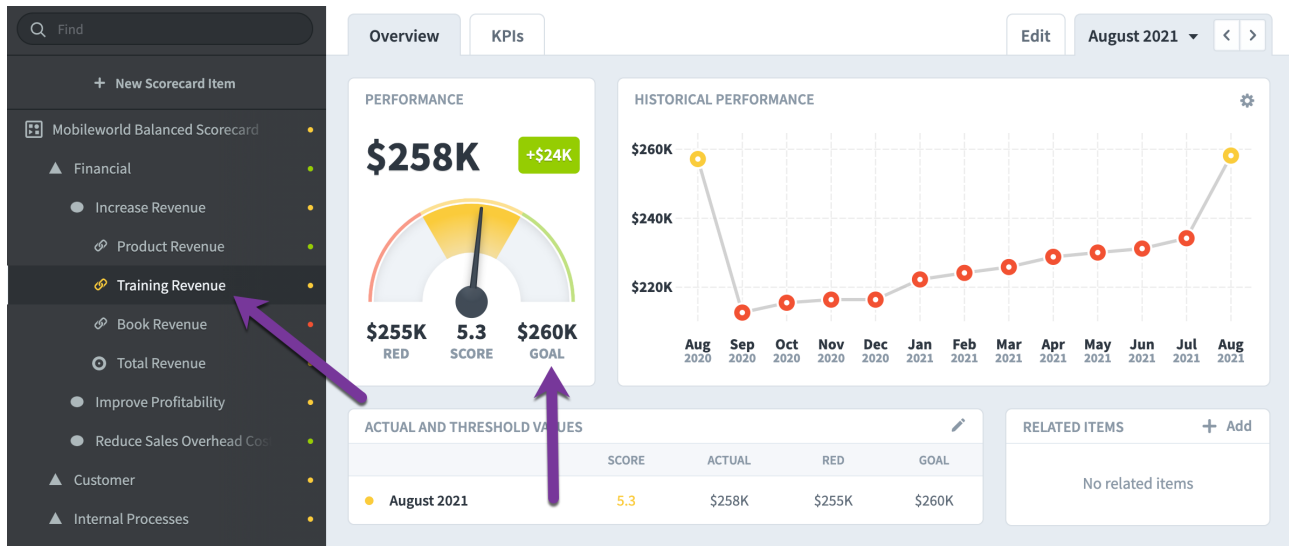 Find
+ New Scorecard Item
Mobileworld Balanced Scorecard
Financial
Increase Revenue
Product Revenue
Training Revenue
Book Revenue
Total Revenue
Improve Profitability
Reduce Sales Overhead Cos
Customer
Internal Processes
Overview KPIs Edit August 2021
PERFORMANCE
$258K +$24K
$255K 5.3 $260K
RED SCORE GOAL
HISTORICAL PERFORMANCE
$260K
$240K
$220K
Aug Sep Oct Nov Dec Jan Feb Mar Apr May Jun Jul Aug
2020 2020 2020 2020 2020 2021 2021 2021 2021 2021 2021 2021 2021
ACTUAL AND THRESHOLD VALUES
SCORE ACTUAL RED GOAL
August 2021 5.3 $258K $255K $260K
RELATED ITEMS + Add
No related items